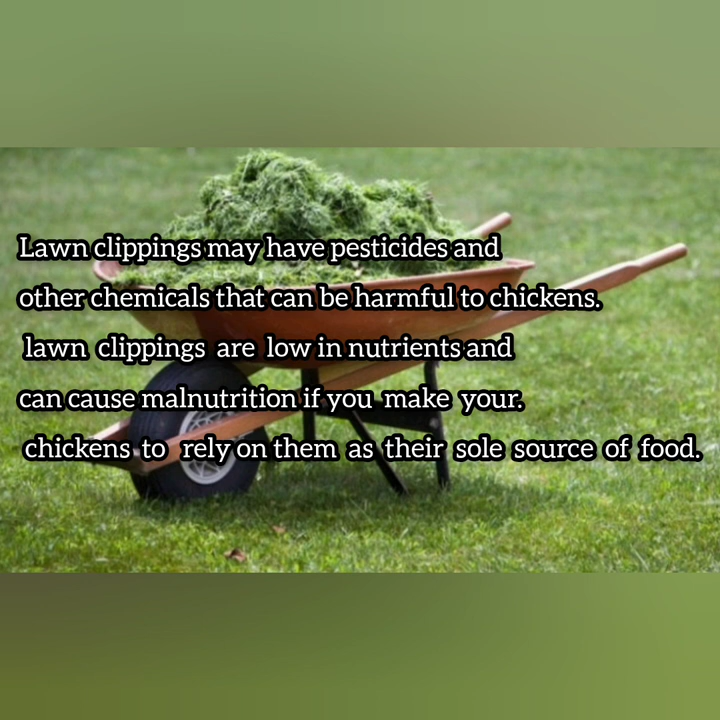 Lawn clippings may have pesticides and
other chemicals that can be harmful to chickens.
lawn clippings are low in nutrients and
can cause malnutrition if you make your.
chickens to rely on them as their sole source of food.